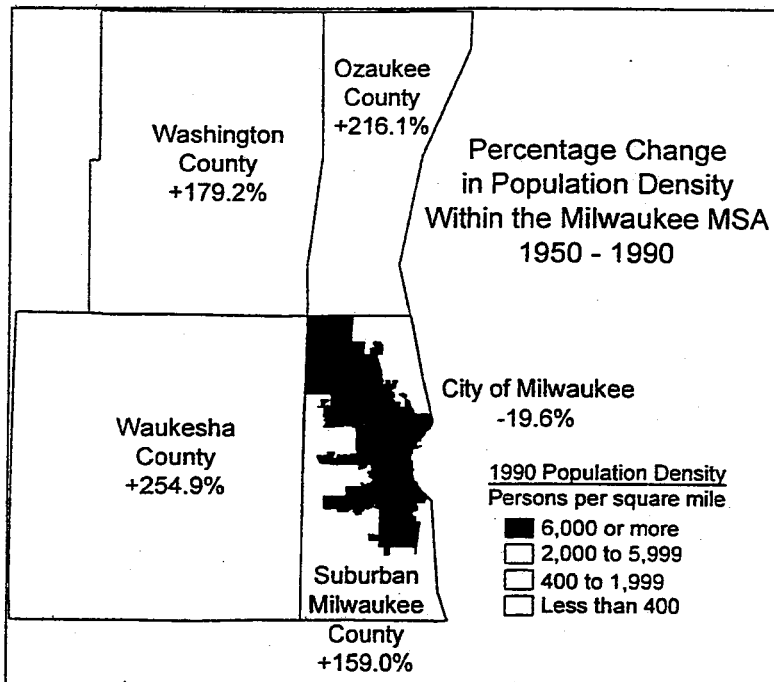 Ozaukee
County
+216.1%
Washington
County
+179.2%
Percentage Change
in Population Density
Within the Milwaukee MSA
1950 - 1990
City of Milwaukee
-19.6%
Waukesha
County
+254.9%
1990 Population Density
Persons per square mile
6,000 or more
2,000 to 5,999
400 to 1,999
Less than 400
Suburban
Milwaukee
County
+159.0%